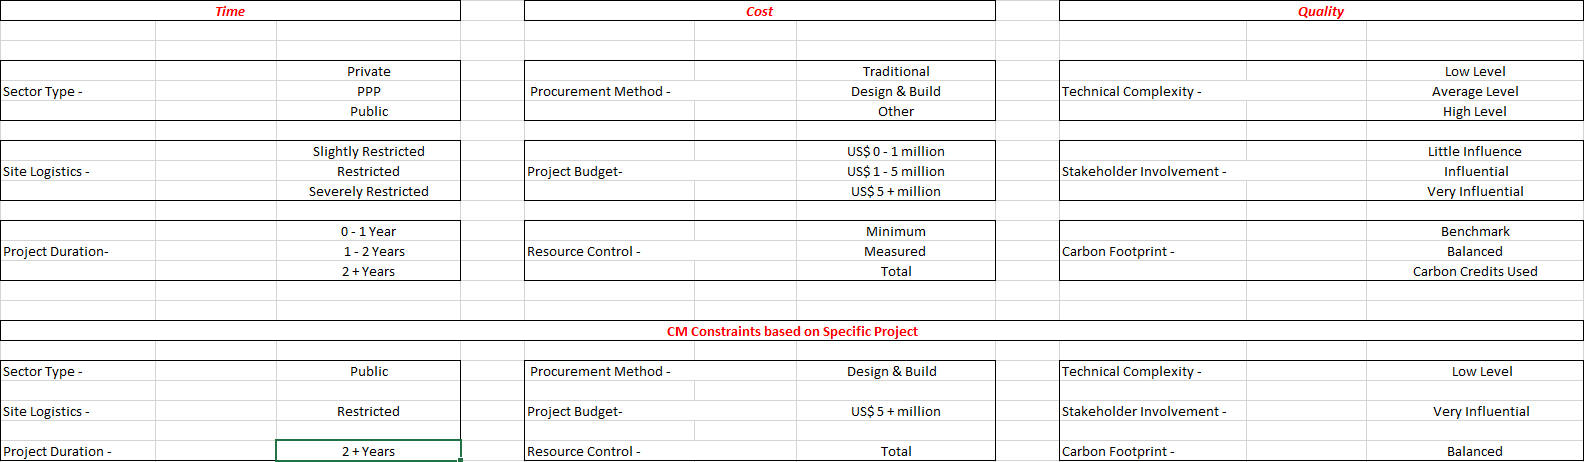 Time Cost Quality
Private Traditional Low Level
Sector Type - PPP Procurement Method - Design & Build Technical Complexity - Average Level
Public Other High Level
Slightly Restricted US$ 0 - 1 million Little Influence
Site Logistics - Restricted Project Budget- US$ 1 - 5 million Stakeholder Involvement - Influential
Severely Restricted US$ 5 + million Very Influential
0 - 1 Year Minimum Benchmark
Project Duration- 1 - 2 Years Resource Control - Measured Carbon Footprint - Balanced
2 + Years Total Carbon Credits Used
CM Constraints based on Specific Project
Sector Type - Public Procurement Method - Design & Build Technical Complexity - Low Level
Site Logistics - Restricted Project Budget- US$ 5 + million Stakeholder Involvement - Very Influential
Project Duration - 2 + Years Resource Control - Total Carbon Footprint - Balanced